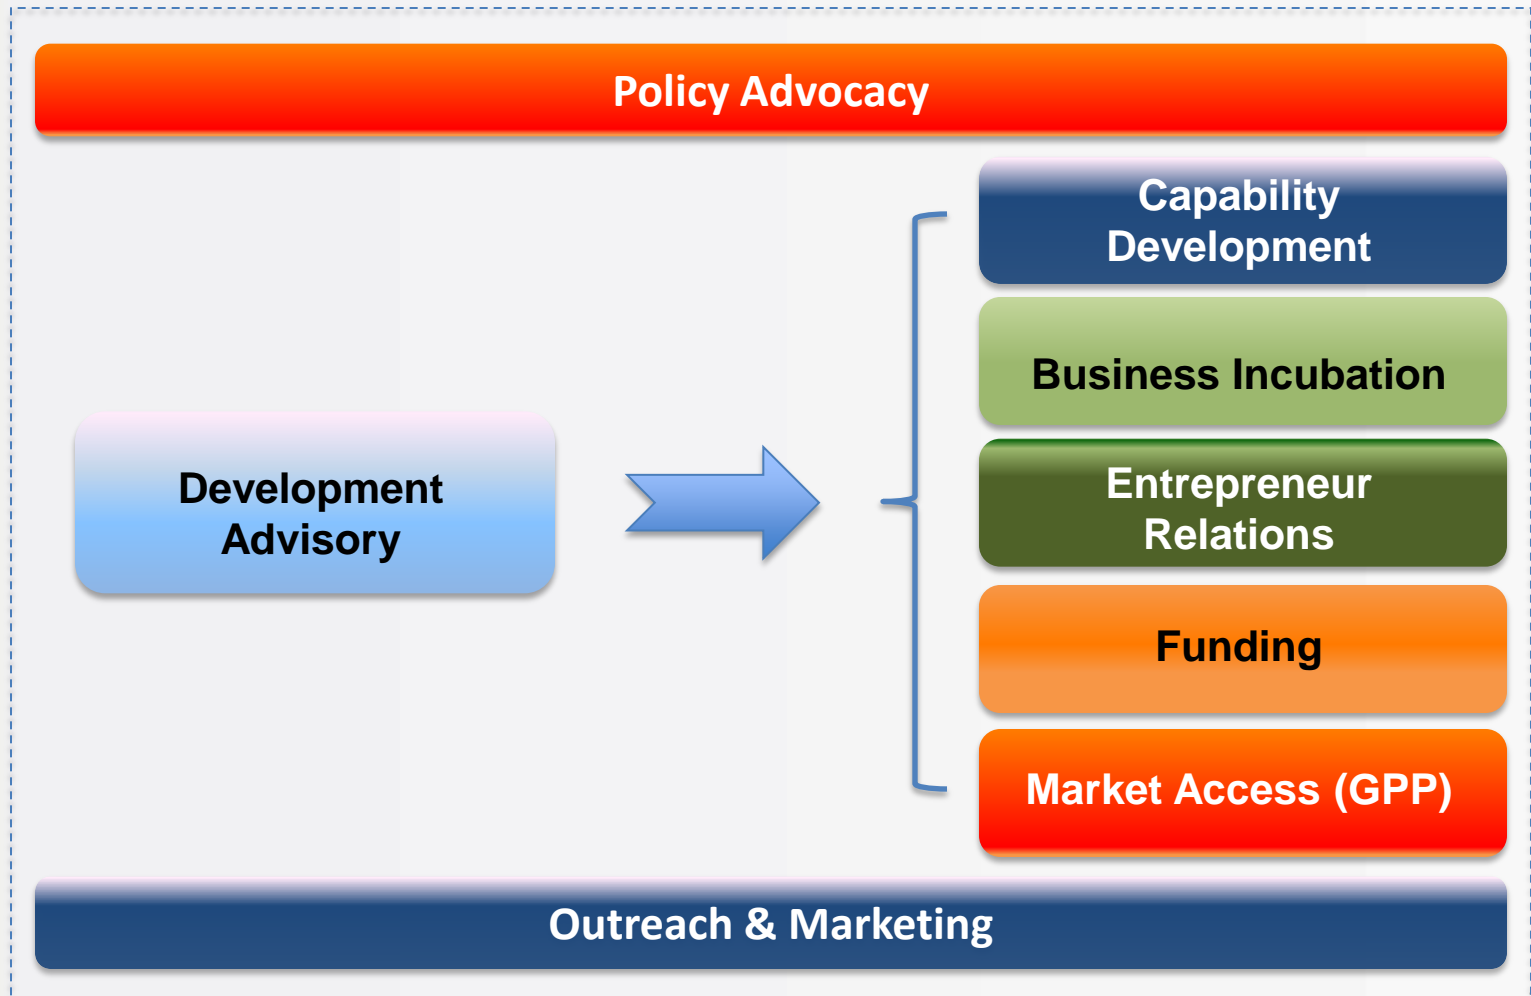 Policy Advocacy
Capability
Development
Business Incubation
Development
Advisory
Entrepreneur
Relations
Funding
Market Access (GPP)
Outreach & Marketing